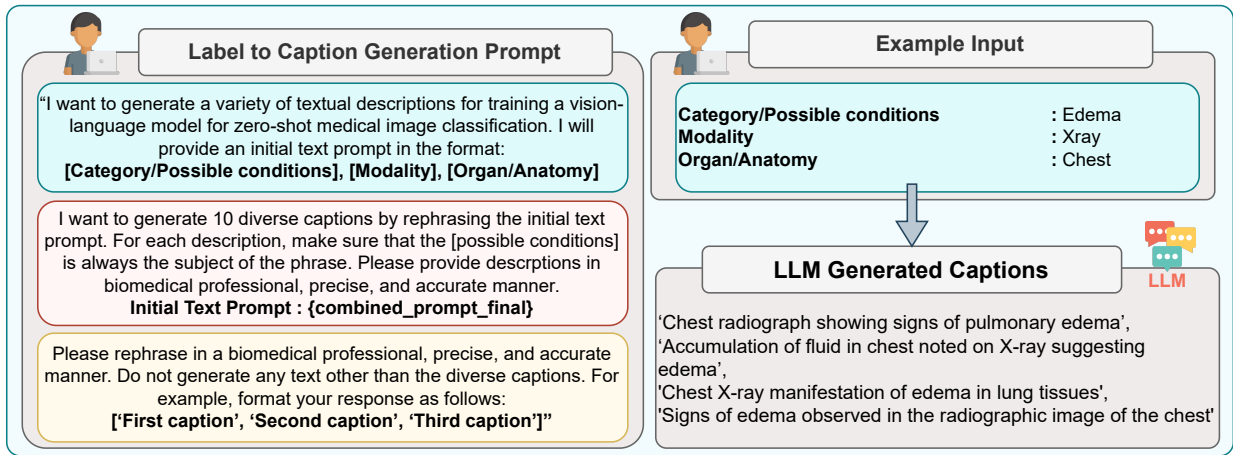 Label to Caption Generation Prompt
“I want to generate a variety of textual descriptions for training a vision-
language model for zero-shot medical image classification. I will
provide an initial text prompt in the format:
[Category/Possible conditions], [Modality], [Organ/Anatomy]
I want to generate 10 diverse captions by rephrasing the initial text
prompt. For each description, make sure that the [possible conditions]
is always the subject of the phrase. Please provide descrptions in
biomedical professional, precise, and accurate manner.
Initial Text Prompt : {combined_prompt_final}
Please rephrase in a biomedical professional, precise, and accurate
manner. Do not generate any text other than the diverse captions. For
example, format your response as follows:
[‘First caption’, ‘Second caption’, ‘Third caption’]”
Example Input
Category/Possible conditions : Edema
Modality : Xray
Organ/Anatomy : Chest
LLM Generated Captions
LLM
‘Chest radiograph showing signs of pulmonary edema’,
‘Accumulation of fluid in chest noted on X-ray suggesting
edema’,
'Chest X-ray manifestation of edema in lung tissues',
'Signs of edema observed in the radiographic image of the chest'